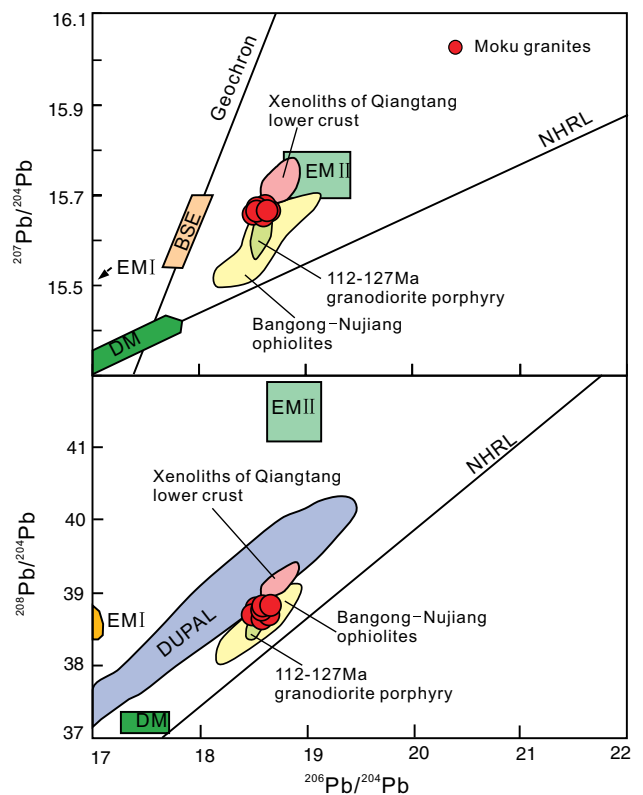 16.1
15.9
15.7
15.5
²⁰⁷Pb/²⁰⁴Pb
Moku granites
Geochron
Xenoliths of Qiangtang
lower crust
NHRL
EMⅡ
BSE
EMⅠ
112-127Ma
granodiorite porphyry
Bangong–Nujiang
ophiolites
DM
41
40
39
38
37
²⁰⁸Pb/²⁰⁴Pb
EMⅡ
NHRL
Xenoliths of Qiangtang
lower crust
EMⅠ
DUPAL
Bangong–Nujiang
ophiolites
112-127Ma
granodiorite porphyry
DM
17
18
19
20
21
22
²⁰⁶Pb/²⁰⁴Pb